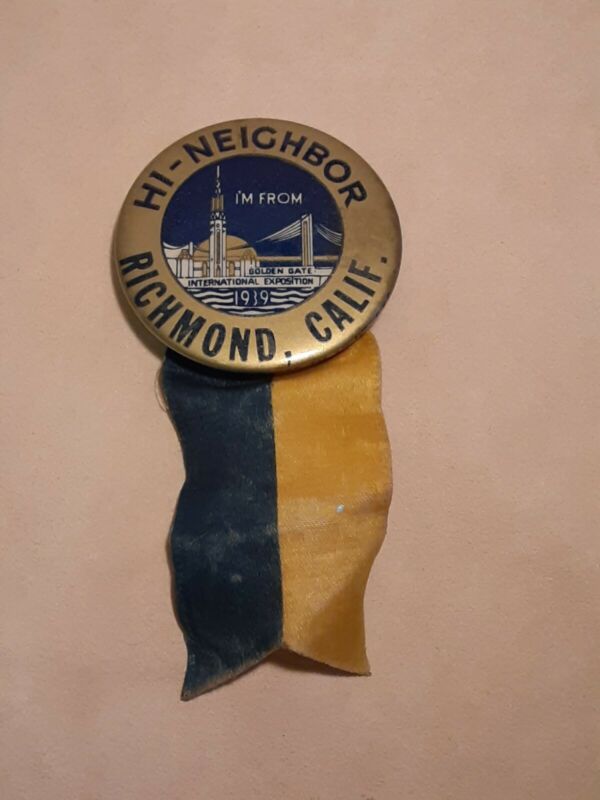 HI-NEIGHBOR
I'M FROM
GOLDEN GATE
INTERNATIONAL EXPOSITION
1939
RICHMOND, CALIF.